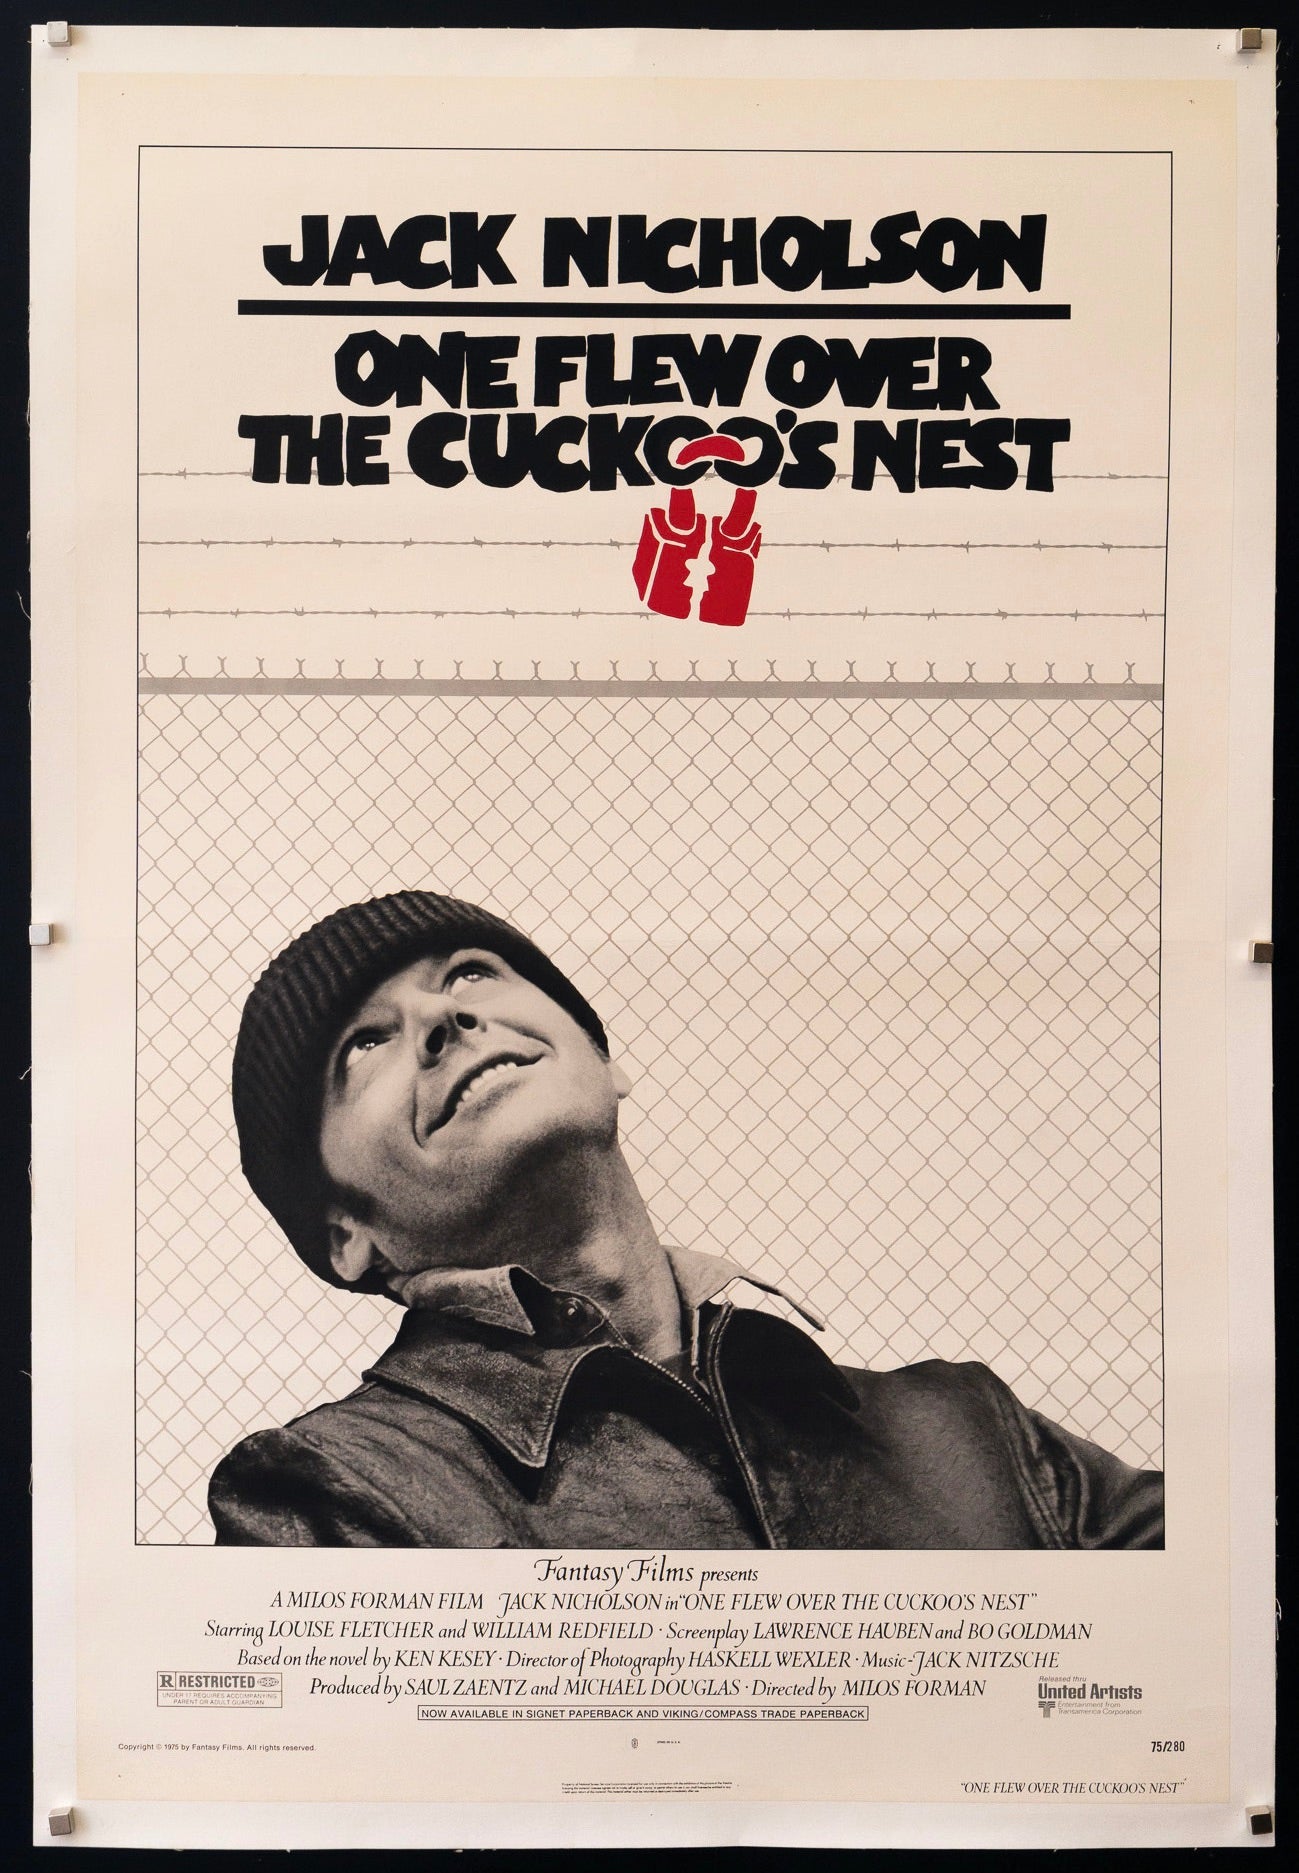 JACK NICHOLSON
ONE FLEW OVER
THE CUCKOO'S NEST
Fantasy Films presents
A MILOS FORMAN FILM JACK NICHOLSON in "ONE FLEW OVER THE CUCKOO'S NEST"
Starring LOUISE FLETCHER and WILLIAM REDFIELD · Screenplay LAWRENCE HAUBEN and BO GOLDMAN
Based on the novel by KEN KESEY · Director of Photography HASKELL WEXLER · Music-JACK NITZSCHE
Produced by SAUL ZAENTZ and MICHAEL DOUGLAS · Directed by MILOS FORMAN
R RESTRICTED
UNDER 17 REQUIRES ACCOMPANYING
PARENT OR ADULT GUARDIAN
Released thru
United Artists
Entertainment from
Transamerica Corporation
NOW AVAILABLE IN SIGNET PAPERBACK AND VIKING/COMPASS TRADE PAPERBACK
Copyright © 1975 by Fantasy Films. All rights reserved.
75/280
"ONE FLEW OVER THE CUCKOO'S NEST"